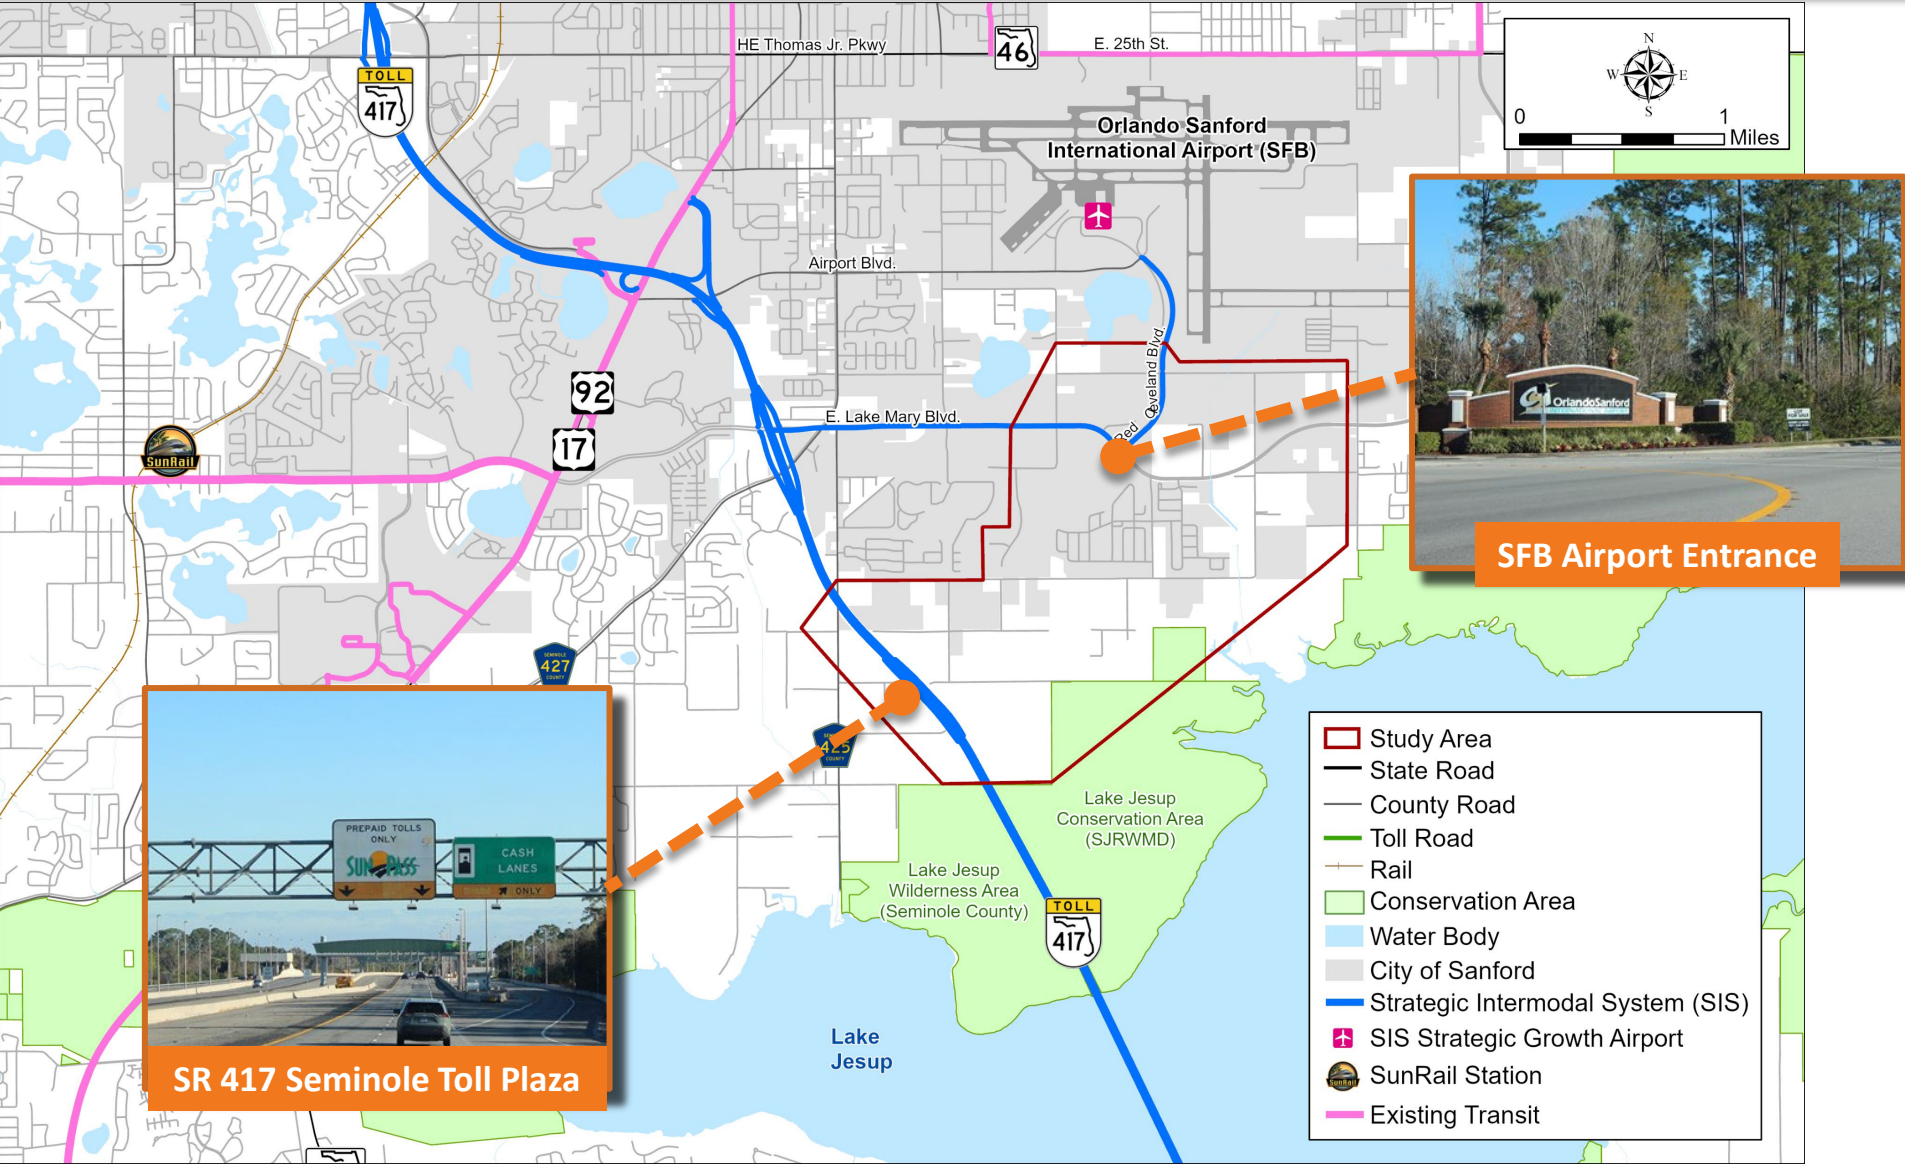 HE Thomas Jr. Pkwy
46
E. 25th St.
TOLL
417
Orlando Sanford
International Airport (SFB)
N
W
E
S
0
1
Miles
Airport Blvd.
92
17
E. Lake Mary Blvd.
Red Cleveland Blvd.
SunRail
OrlandoSanford
SFB Airport Entrance
SEMINOLE
427
COUNTY
425
COUNTY
PREPAID TOLLS
ONLY
SUNPASS
CASH
LANES
ONLY
SR 417 Seminole Toll Plaza
Lake Jesup
Conservation Area
(SJRWMD)
Lake Jesup
Wilderness Area
(Seminole County)
TOLL
417
Lake
Jesup
Study Area
State Road
County Road
Toll Road
Rail
Conservation Area
Water Body
City of Sanford
Strategic Intermodal System (SIS)
SIS Strategic Growth Airport
SunRail
SunRail Station
Existing Transit